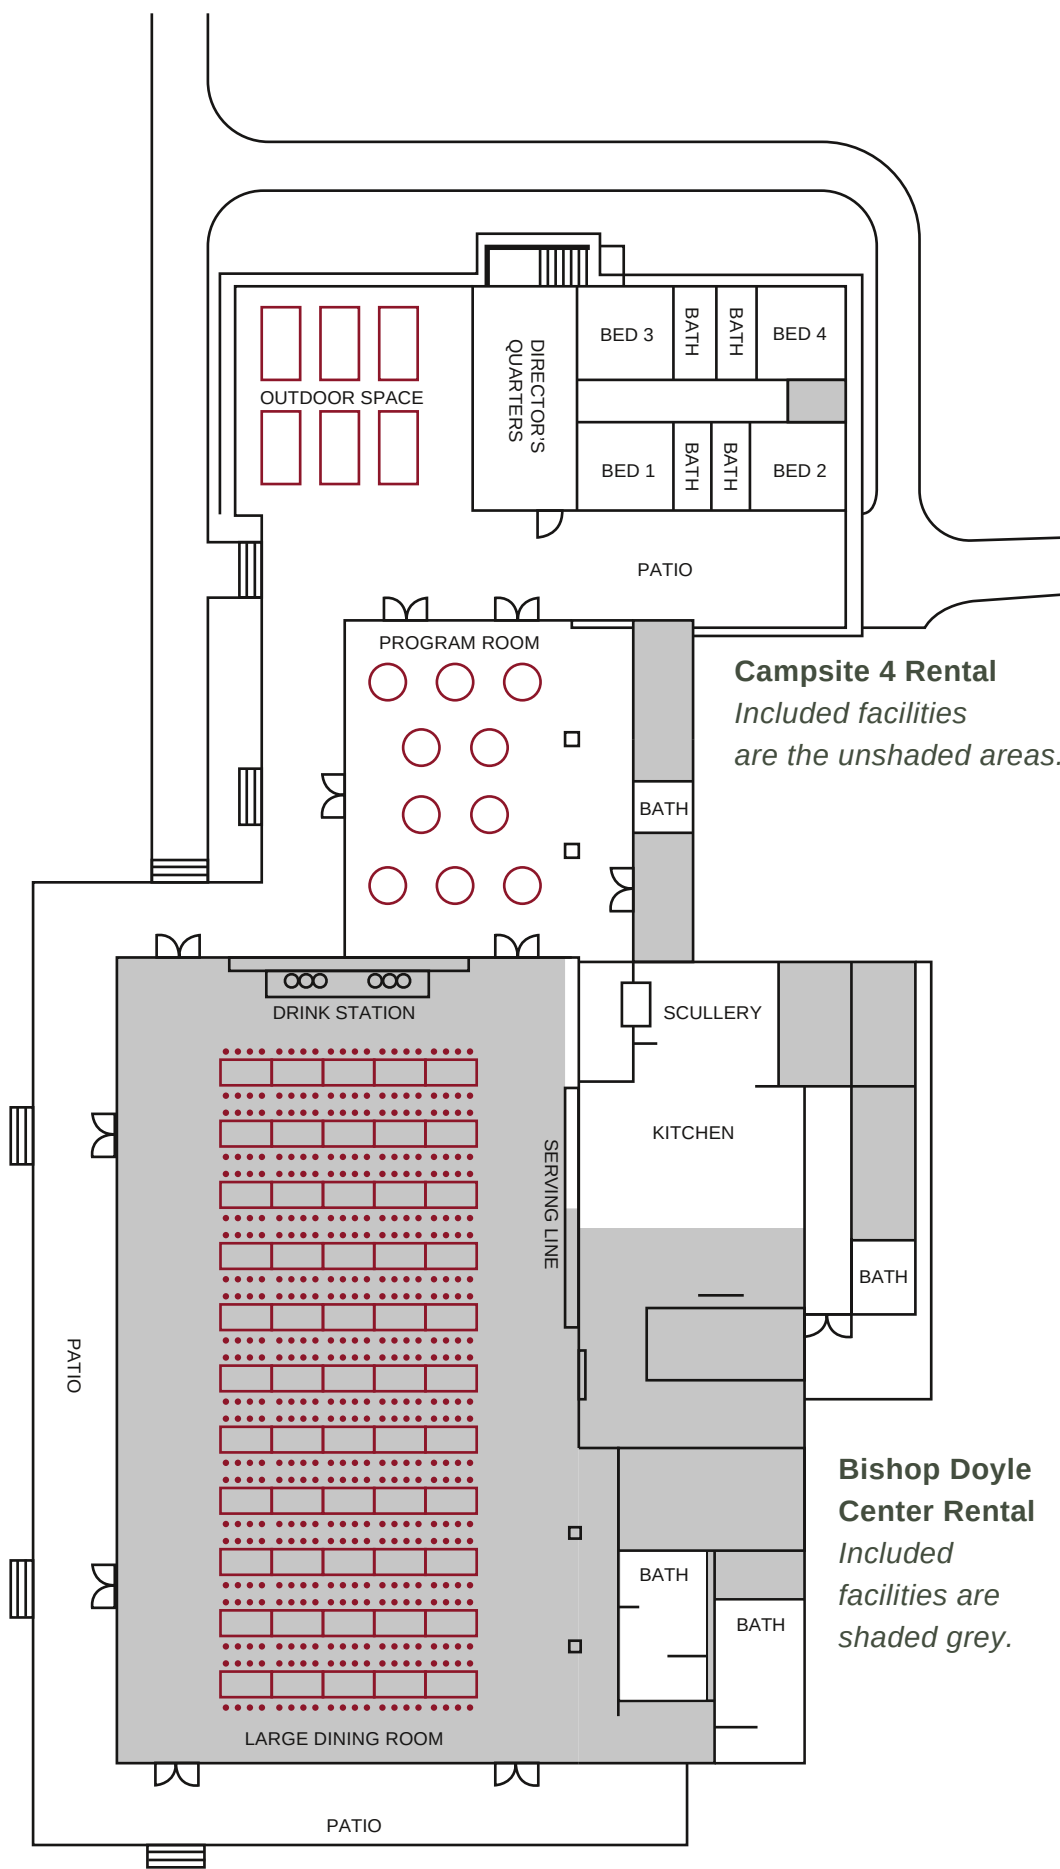 BED 3
BATH
BATH
BED 4
DIRECTOR'S
QUARTERS
OUTDOOR SPACE
BED 1
BATH
BATH
BED 2
PATIO
PROGRAM ROOM
Campsite 4 Rental
Included facilities
are the unshaded areas.
BATH
DRINK STATION
SCULLERY
KITCHEN
SERVING LINE
BATH
PATIO
Bishop Doyle
Center Rental
Included
facilities are
shaded grey.
BATH
BATH
LARGE DINING ROOM
PATIO